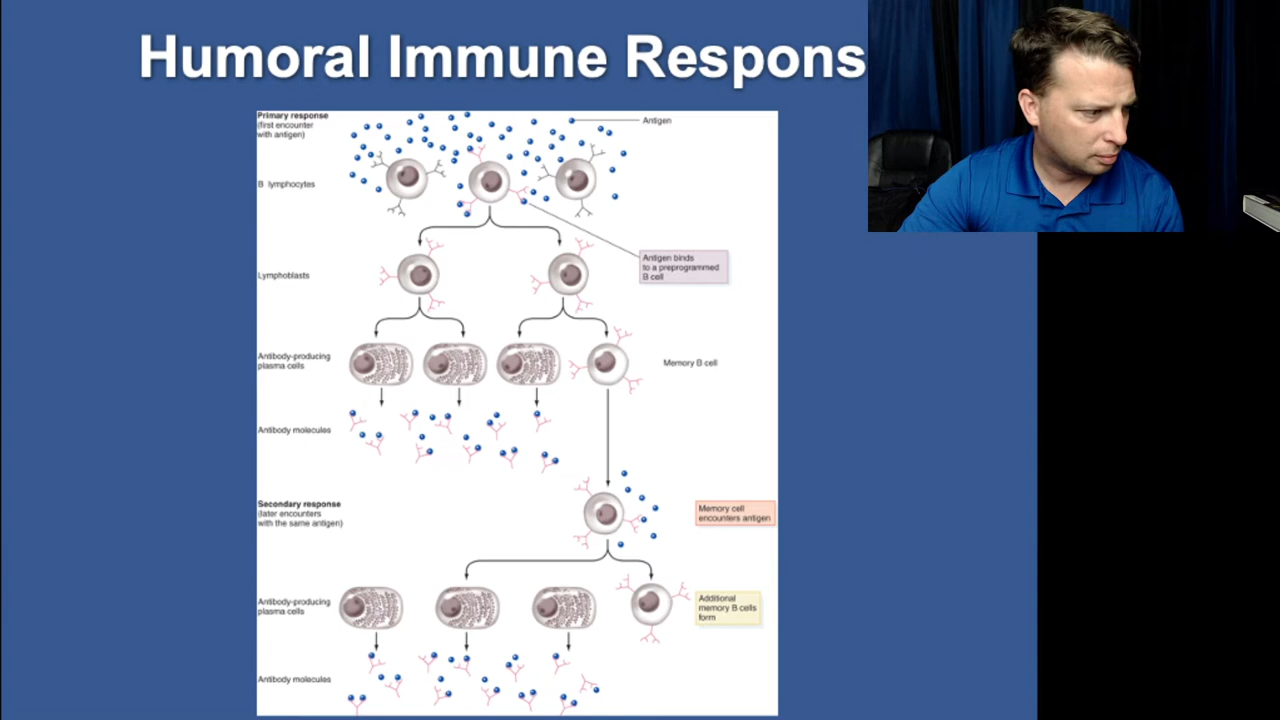 Humoral Immune Respons
Primary response
(first encounter
with antigen)
Antigen
B lymphocytes
Antigen binds
to a preprogrammed
B cell
Lymphoblasts
Antibody-producing
plasma cells
Memory B cell
Antibody molecules
Secondary response
(later encounters
with the same antigen)
Memory cell
encounters antigen
Antibody-producing
plasma cells
Additional
memory B cells
form
Antibody molecules